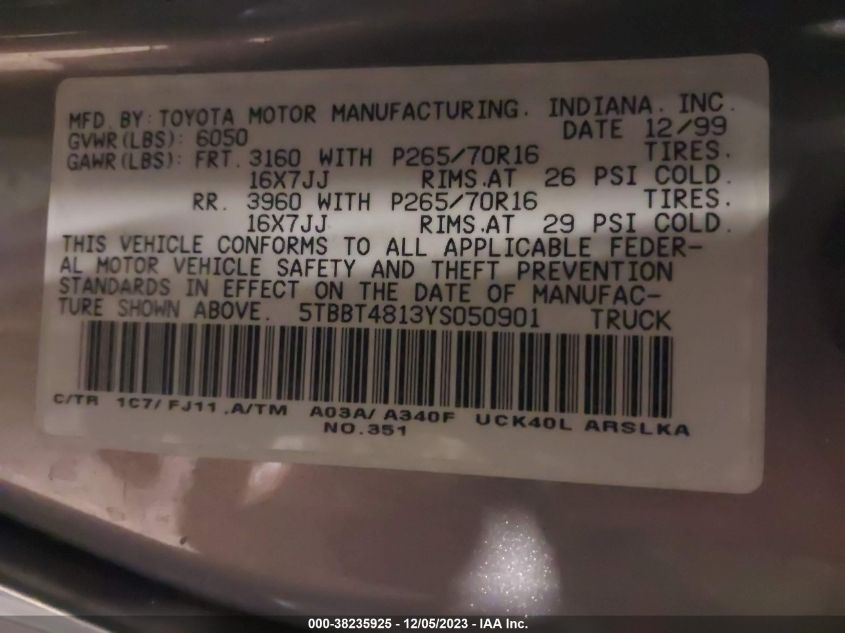 MFD. BY: TOYOTA MOTOR MANUFACTURING. INDIANA. INC.
GVWR(LBS): 6050 DATE 12/99
GAWR(LBS): FRT. 3160 WITH P265/70R16 TIRES.
16X7JJ RIMS.AT 26 PSI COLD.
RR. 3960 WITH P265/70R16 TIRES.
16X7JJ RIMS.AT 29 PSI COLD.
THIS VEHICLE CONFORMS TO ALL APPLICABLE FEDER-
AL MOTOR VEHICLE SAFETY AND THEFT PREVENTION
STANDARDS IN EFFECT ON THE DATE OF MANUFAC-
TURE SHOWN ABOVE. 5TBBT4813YS050901 TRUCK
C/TR 1C7/FJ11 .A/TM A03A/A340F UCK40L ARSLKA
NO.351
000-38235925 - 12/05/2023 - IAA Inc.